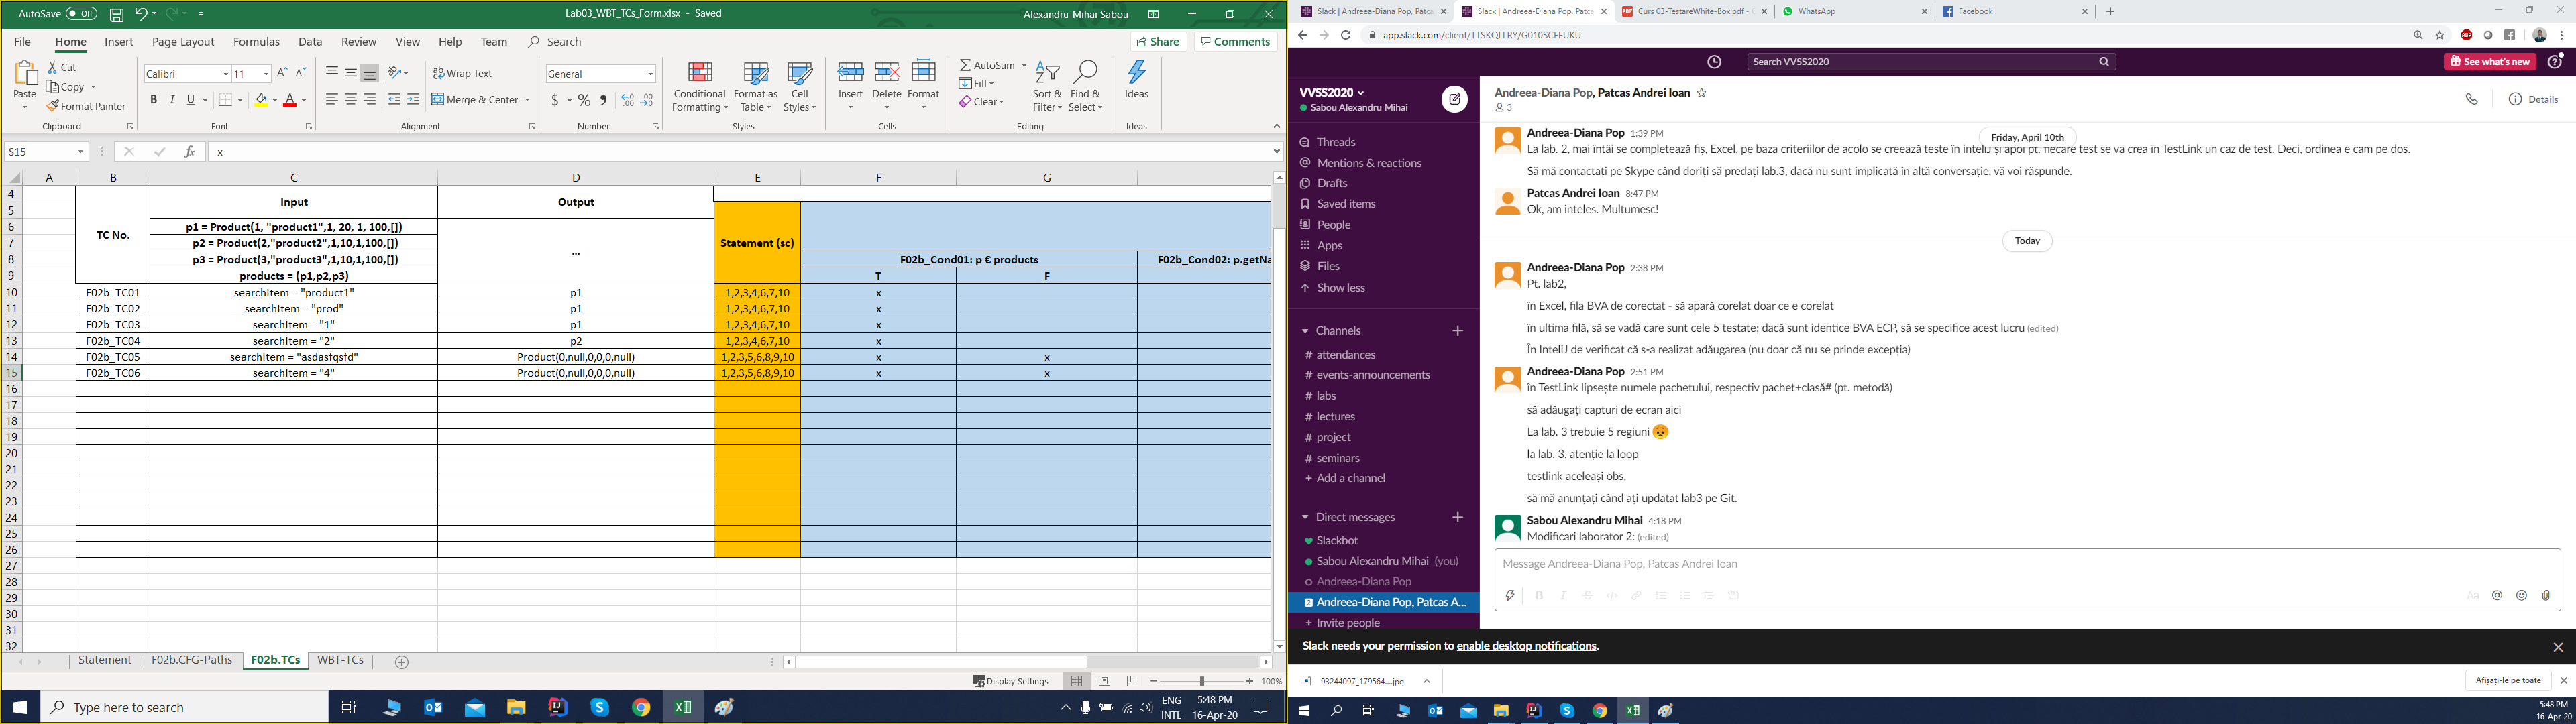 AutoSave Off
Lab03_WBT_TCs_Form.xlsx - Saved
Alexandru-Mihai Sabou
File Home Insert Page Layout Formulas Data Review View Help Team Search
Share Comments
Paste
Cut
Copy
Format Painter
Clipboard
Calibri 11
B I U
Font
Wrap Text
Merge & Center
Alignment
General
$ % 9
Number
Conditional Formatting
Format as Table
Cell Styles
Styles
Insert Delete Format
Cells
AutoSum
Fill
Clear
Sort & Filter
Find & Select
Editing
Ideas
Ideas
S15 fx x
A B C D E F G
4 TC No. Input Output
5 Statement (sc)
6 p1 = Product(1, "product1",1, 20, 1, 100,[]) ...
7 p2 = Product(2,"product2",1,10,1,100,[])
8 p3 = Product(3,"product3",1,10,1,100,[]) F02b_Cond01: p € products F02b_Cond02: p.getNa
9 products = (p1,p2,p3) T F
10 F02b_TC01 searchItem = "product1" p1 1,2,3,4,6,7,10 x
11 F02b_TC02 searchItem = "prod" p1 1,2,3,4,6,7,10 x
12 F02b_TC03 searchItem = "1" p1 1,2,3,4,6,7,10 x
13 F02b_TC04 searchItem = "2" p2 1,2,3,4,6,7,10 x
14 F02b_TC05 searchItem = "asdasfqsfd" Product(0,null,0,0,0,null) 1,2,3,5,6,8,9,10 x x
15 F02b_TC06 searchItem = "4" Product(0,null,0,0,0,null) 1,2,3,5,6,8,9,10 x x
16
17
18
19
20
21
22
23
24
25
26
27
28
29
30
31
32
Statement F02b.CFG-Paths F02b.TCs WBT-TCs
Display Settings 100%
Type here to search
ENG
INTL
5:48 PM
16-Apr-20
Slack | Andreea-Diana Pop, Patca
Slack | Andreea-Diana Pop, Patca
Curs 03-TestareWhite-Box.pdf -
WhatsApp
Facebook
app.slack.com/client/TTSKQLLRY/G010SCFFUKU
Search VVSS2020
See what's new
VVSS2020
Sabou Alexandru Mihai
Threads
Mentions & reactions
Drafts
Saved items
People
Apps
Files
Show less
Channels
# attendances
# events-announcements
# labs
# lectures
# project
# seminars
+ Add a channel
Direct messages
Slackbot
Sabou Alexandru Mihai (you)
Andreea-Diana Pop
2 Andreea-Diana Pop, Patcas A...
+ Invite people
Andreea-Diana Pop, Patcas Andrei Ioan
3
Details
Friday, April 10th
Andreea-Diana Pop 1:39 PM
La lab. 2, mai întâi se completează fiș, Excel, pe baza criteriilor de acolo se creează teste în inteliJ și apoi pt. fiecare test se va crea în TestLink un caz de test. Deci, ordinea e cam pe dos.
Să mă contactați pe Skype când doriți să predați lab.3, dacă nu sunt implicată în altă conversație, vă voi răspunde.
Patcas Andrei Ioan 8:47 PM
Ok, am inteles. Multumesc!
Today
Andreea-Diana Pop 2:38 PM
Pt. lab2,
în Excel, fila BVA de corectat - să apară corelat doar ce e corelat
în ultima filă, să se vadă care sunt cele 5 testate; dacă sunt identice BVA ECP, să se specifice acest lucru (edited)
În InteliJ de verificat că s-a realizat adăugarea (nu doar că nu se prinde excepția)
Andreea-Diana Pop 2:51 PM
în TestLink lipsește numele pachetului, respectiv pachet+clasă# (pt. metodă)
să adăugați capturi de ecran aici
La lab. 3 trebuie 5 regiuni
la lab. 3, atenție la loop
testlink aceleași obs.
să mă anunțați când ați updatat lab3 pe Git.
Sabou Alexandru Mihai 4:18 PM
Modificari laborator 2: (edited)
Message Andreea-Diana Pop, Patcas Andrei Ioan
Slack needs your permission to enable desktop notifications.
93244097_179564....jpg
Afișați-le pe toate
5:48 PM
16-Apr-20